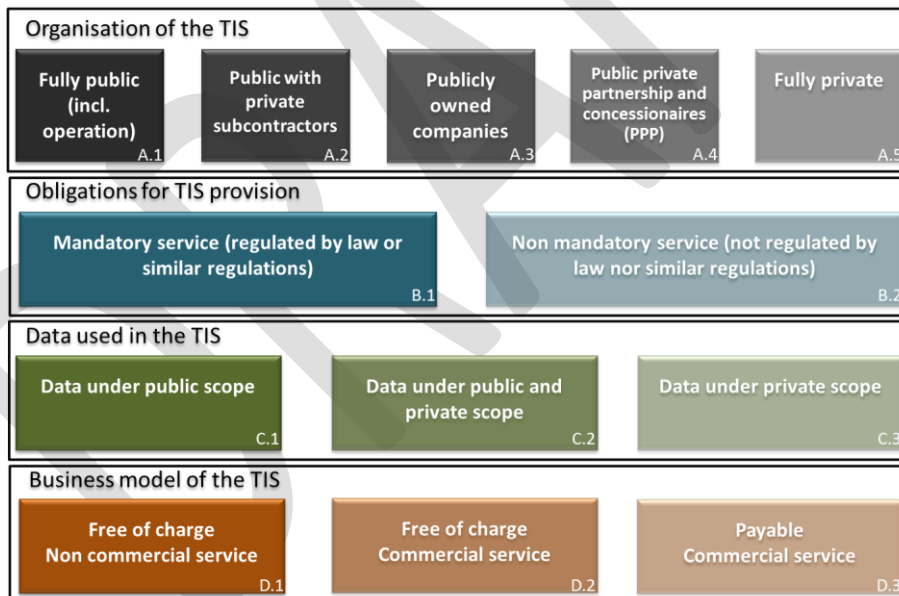 Organisation of the TIS
Fully public
(incl.
operation)
A.1
Public with
private
subcontractors
A.2
Publicly
owned
companies
A.3
Public private
partnership and
concessionaires
(PPP)
A.4
Fully private
A.5
Obligations for TIS provision
Mandatory service (regulated by law or
similar regulations)
B.1
Non mandatory service (not regulated by
law nor similar regulations)
B.2
Data used in the TIS
Data under public scope
C.1
Data under public and
private scope
C.2
Data under private scope
C.3
Business model of the TIS
Free of charge
Non commercial service
D.1
Free of charge
Commercial service
D.2
Payable
Commercial service
D.3